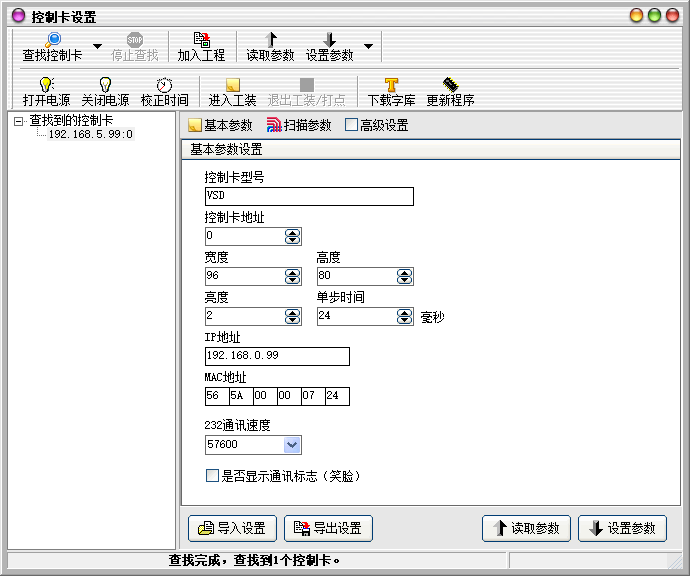 控制卡设置
查找控制卡 停止查找 加入工程 读取参数 设置参数
STOP
打开电源 关闭电源 校正时间 进入工装 退出工装/打点 下载字库 更新程序
查找到的控制卡
192.168.5.99:0
基本参数 扫描参数 高级设置
基本参数设置
控制卡型号
VSD
控制卡地址
0
宽度 高度
96 80
亮度 单步时间
2 24 毫秒
IP地址
192.168.0.99
MAC地址
56 5A 00 00 07 24
232通讯速度
57600
是否显示通讯标志（笑脸）
导入设置 导出设置 读取参数 设置参数
查找完成，查找到1个控制卡。